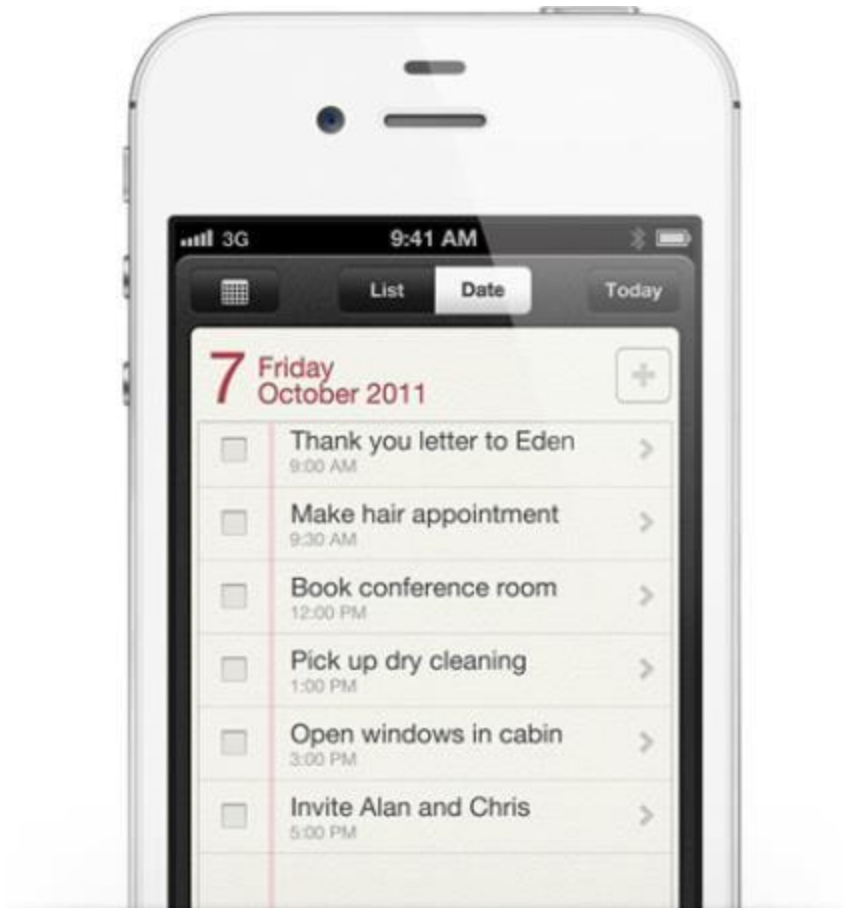 3G 9:41 AM
List Date Today
7 Friday
October 2011
Thank you letter to Eden
9:00 AM
Make hair appointment
9:30 AM
Book conference room
12:00 PM
Pick up dry cleaning
1:00 PM
Open windows in cabin
3:00 PM
Invite Alan and Chris
5:00 PM